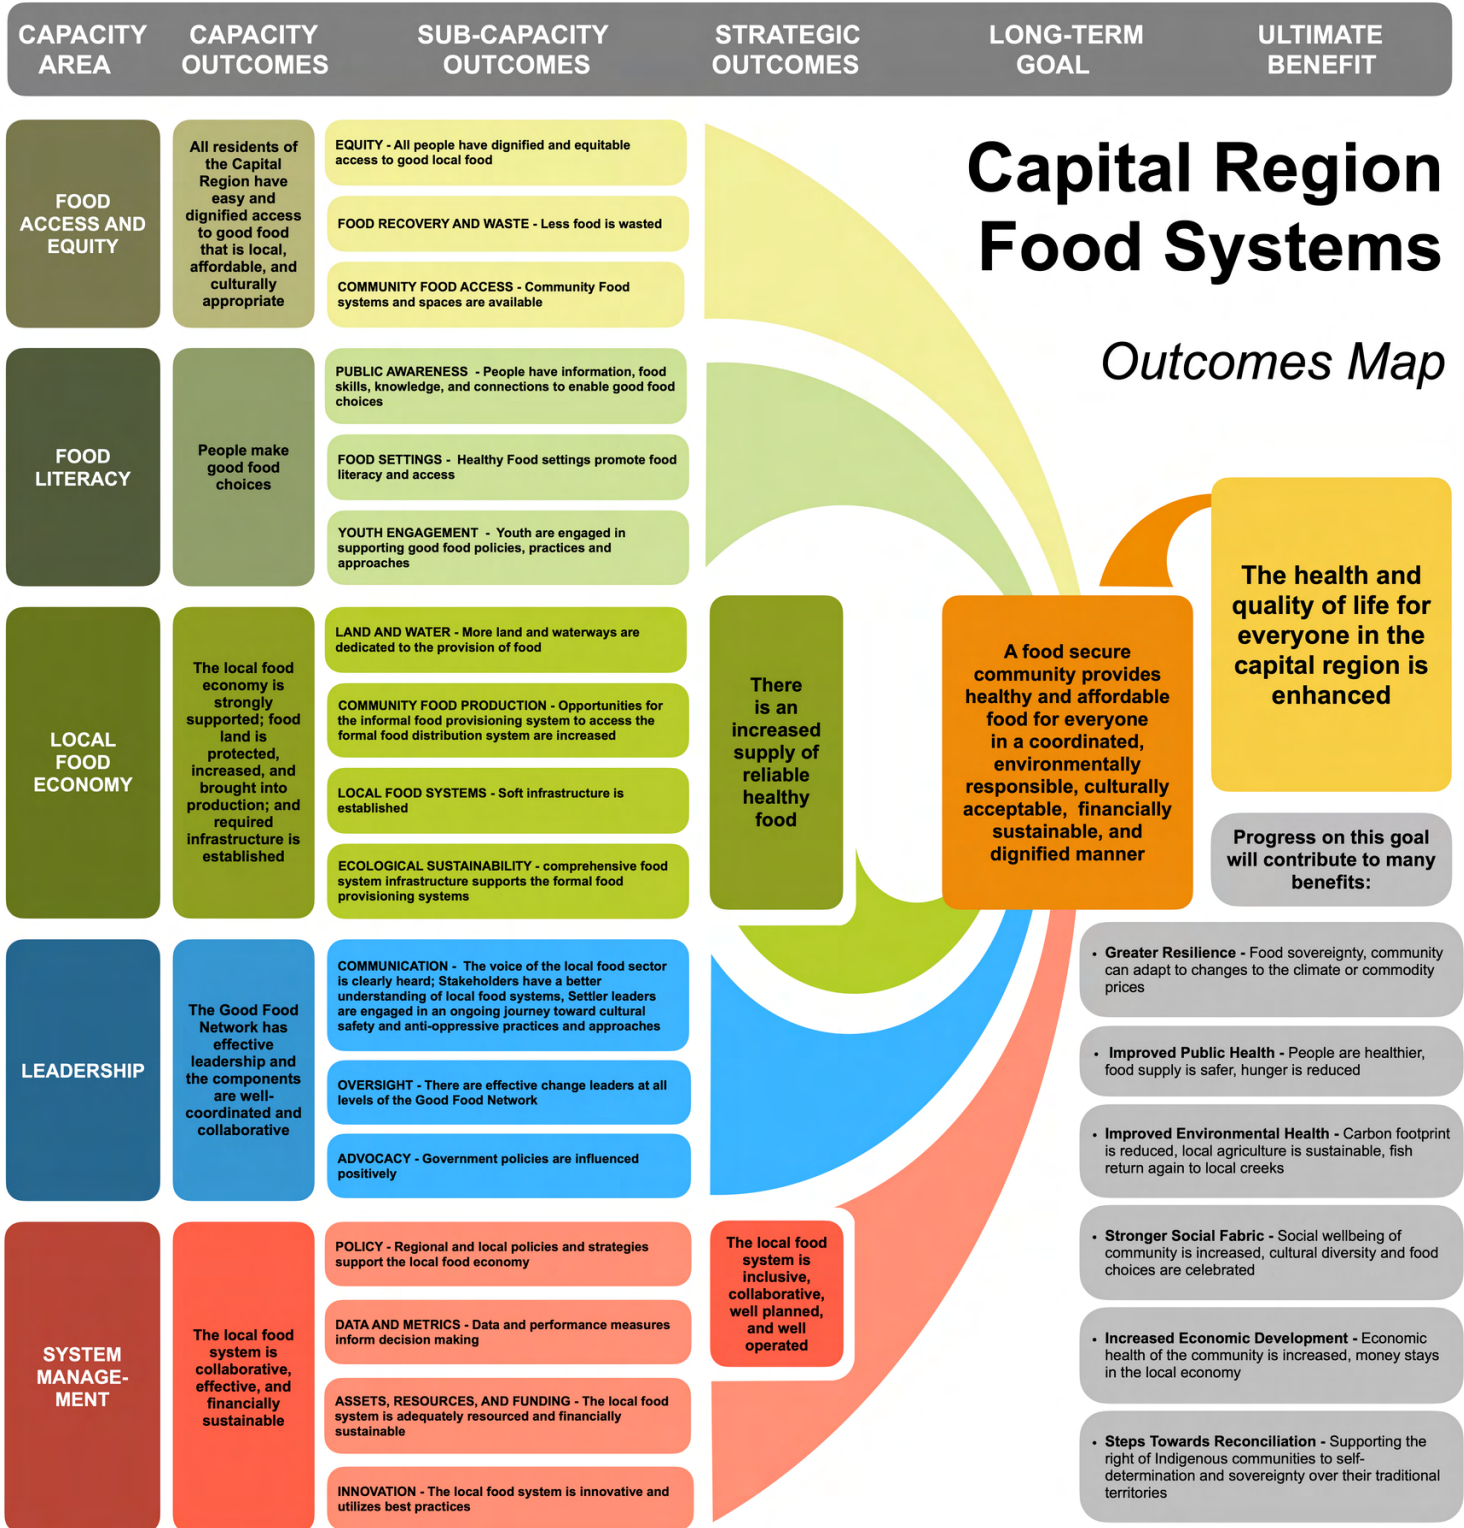 CAPACITY
AREA
CAPACITY
OUTCOMES
SUB-CAPACITY
OUTCOMES
STRATEGIC
OUTCOMES
LONG-TERM
GOAL
ULTIMATE
BENEFIT
Capital Region
Food Systems
Outcomes Map
FOOD
ACCESS AND
EQUITY
All residents of
the Capital
Region have
easy and
dignified access
to good food
that is local,
affordable, and
culturally
appropriate
EQUITY - All people have dignified and equitable
access to good local food
FOOD RECOVERY AND WASTE - Less food is wasted
COMMUNITY FOOD ACCESS - Community Food
systems and spaces are available
FOOD
LITERACY
People make
good food
choices
PUBLIC AWARENESS - People have information, food
skills, knowledge, and connections to enable good food
choices
FOOD SETTINGS - Healthy Food settings promote food
literacy and access
YOUTH ENGAGEMENT - Youth are engaged in
supporting good food policies, practices and
approaches
LOCAL
FOOD
ECONOMY
The local food
economy is
strongly
supported; food
land is
protected,
increased, and
brought into
production; and
required
infrastructure is
established
LAND AND WATER - More land and waterways are
dedicated to the provision of food
COMMUNITY FOOD PRODUCTION - Opportunities for
the informal food provisioning system to access the
formal food distribution system are increased
LOCAL FOOD SYSTEMS - Soft infrastructure is
established
ECOLOGICAL SUSTAINABILITY - comprehensive food
system infrastructure supports the formal food
provisioning systems
There
is an
increased
supply of
reliable
healthy
food
LEADERSHIP
The Good Food
Network has
effective
leadership and
the components
are well-
coordinated and
collaborative
COMMUNICATION - The voice of the local food sector
is clearly heard; Stakeholders have a better
understanding of local food systems, Settler leaders
are engaged in an ongoing journey toward cultural
safety and anti-oppressive practices and approaches
OVERSIGHT - There are effective change leaders at all
levels of the Good Food Network
ADVOCACY - Government policies are influenced
positively
SYSTEM
MANAGE-
MENT
The local food
system is
collaborative,
effective, and
financially
sustainable
POLICY - Regional and local policies and strategies
support the local food economy
DATA AND METRICS - Data and performance measures
inform decision making
ASSETS, RESOURCES, AND FUNDING - The local food
system is adequately resourced and financially
sustainable
INNOVATION - The local food system is innovative and
utilizes best practices
The local food
system is
inclusive,
collaborative,
well planned,
and well
operated
A food secure
community provides
healthy and affordable
food for everyone
in a coordinated,
environmentally
responsible, culturally
acceptable, financially
sustainable, and
dignified manner
The health and
quality of life for
everyone in the
capital region is
enhanced
Progress on this goal
will contribute to many
benefits:
• Greater Resilience - Food sovereignty, community
can adapt to changes to the climate or commodity
prices
• Improved Public Health - People are healthier,
food supply is safer, hunger is reduced
• Improved Environmental Health - Carbon footprint
is reduced, local agriculture is sustainable, fish
return again to local creeks
• Stronger Social Fabric - Social wellbeing of
community is increased, cultural diversity and food
choices are celebrated
• Increased Economic Development - Economic
health of the community is increased, money stays
in the local economy
• Steps Towards Reconciliation - Supporting the
right of Indigenous communities to self-
determination and sovereignty over their traditional
territories